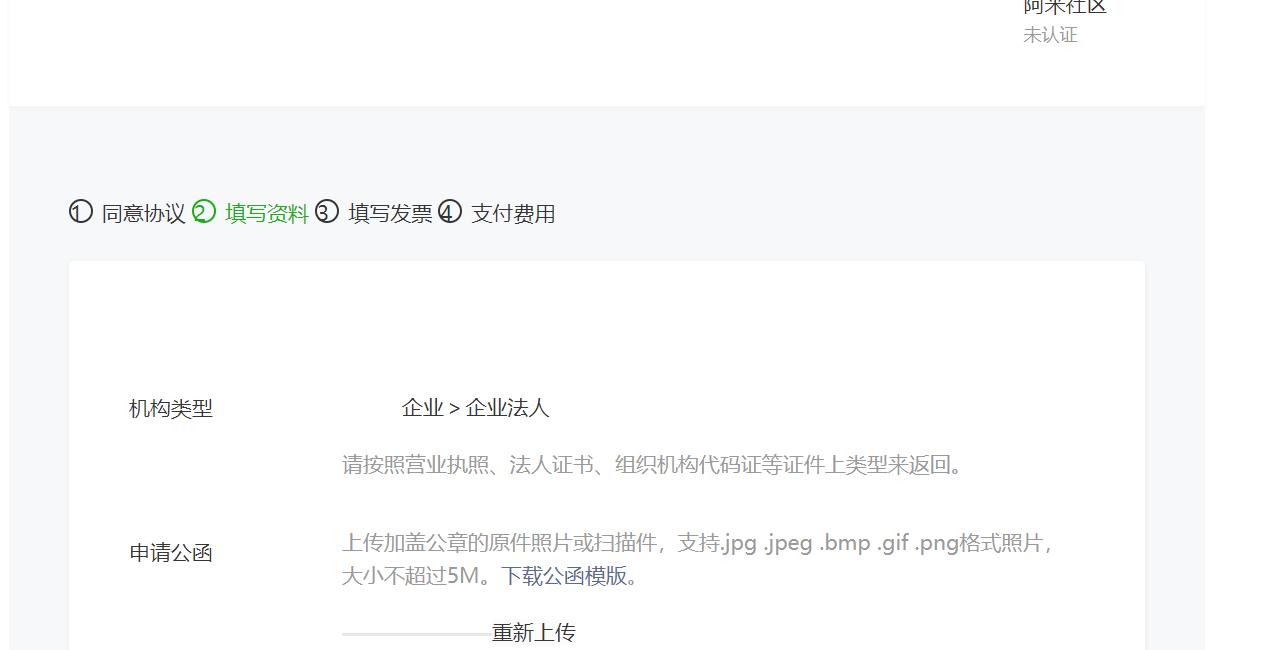 阿米社区
未认证
① 同意协议 ② 填写资料 ③ 填写发票 ④ 支付费用
机构类型 企业 > 企业法人
请按照营业执照、法人证书、组织机构代码证等证件上类型来返回。
申请公函 上传加盖公章的原件照片或扫描件，支持.jpg .jpeg .bmp .gif .png格式照片，
大小不超过5M。下载公函模版。
重新上传